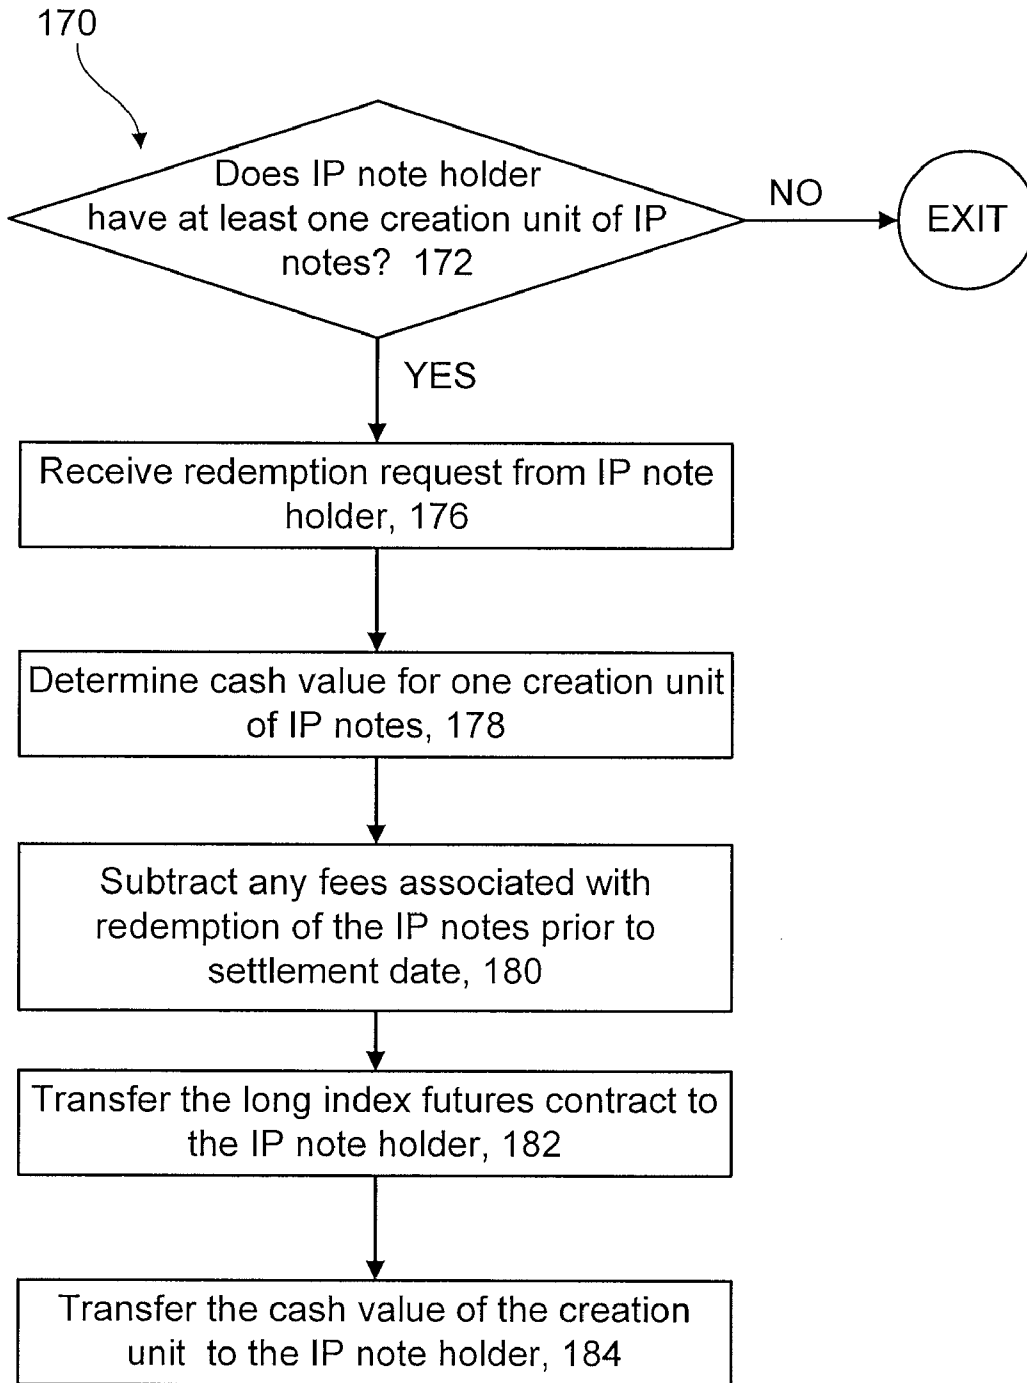 170
Does IP note holder
have at least one creation unit of IP
notes? 172
NO
EXIT
YES
Receive redemption request from IP note
holder, 176
Determine cash value for one creation unit
of IP notes, 178
Subtract any fees associated with
redemption of the IP notes prior to
settlement date, 180
Transfer the long index futures contract to
the IP note holder, 182
Transfer the cash value of the creation
unit to the IP note holder, 184